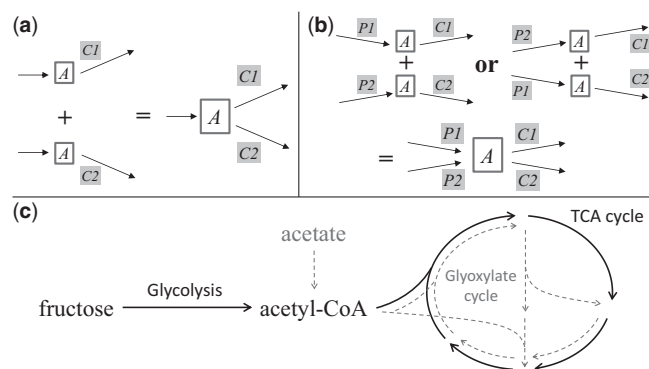 (a)
C1
A
+
A
C2
=
C1
A
C2
(b)
P1
A
C1
+
P2
A
C2
or
P2
A
C1
+
P1
A
C2
=
P1
C1
A
P2
C2
(c)
acetate
TCA cycle
Glycolysis
Glyoxylate
cycle
fructose
acetyl-CoA